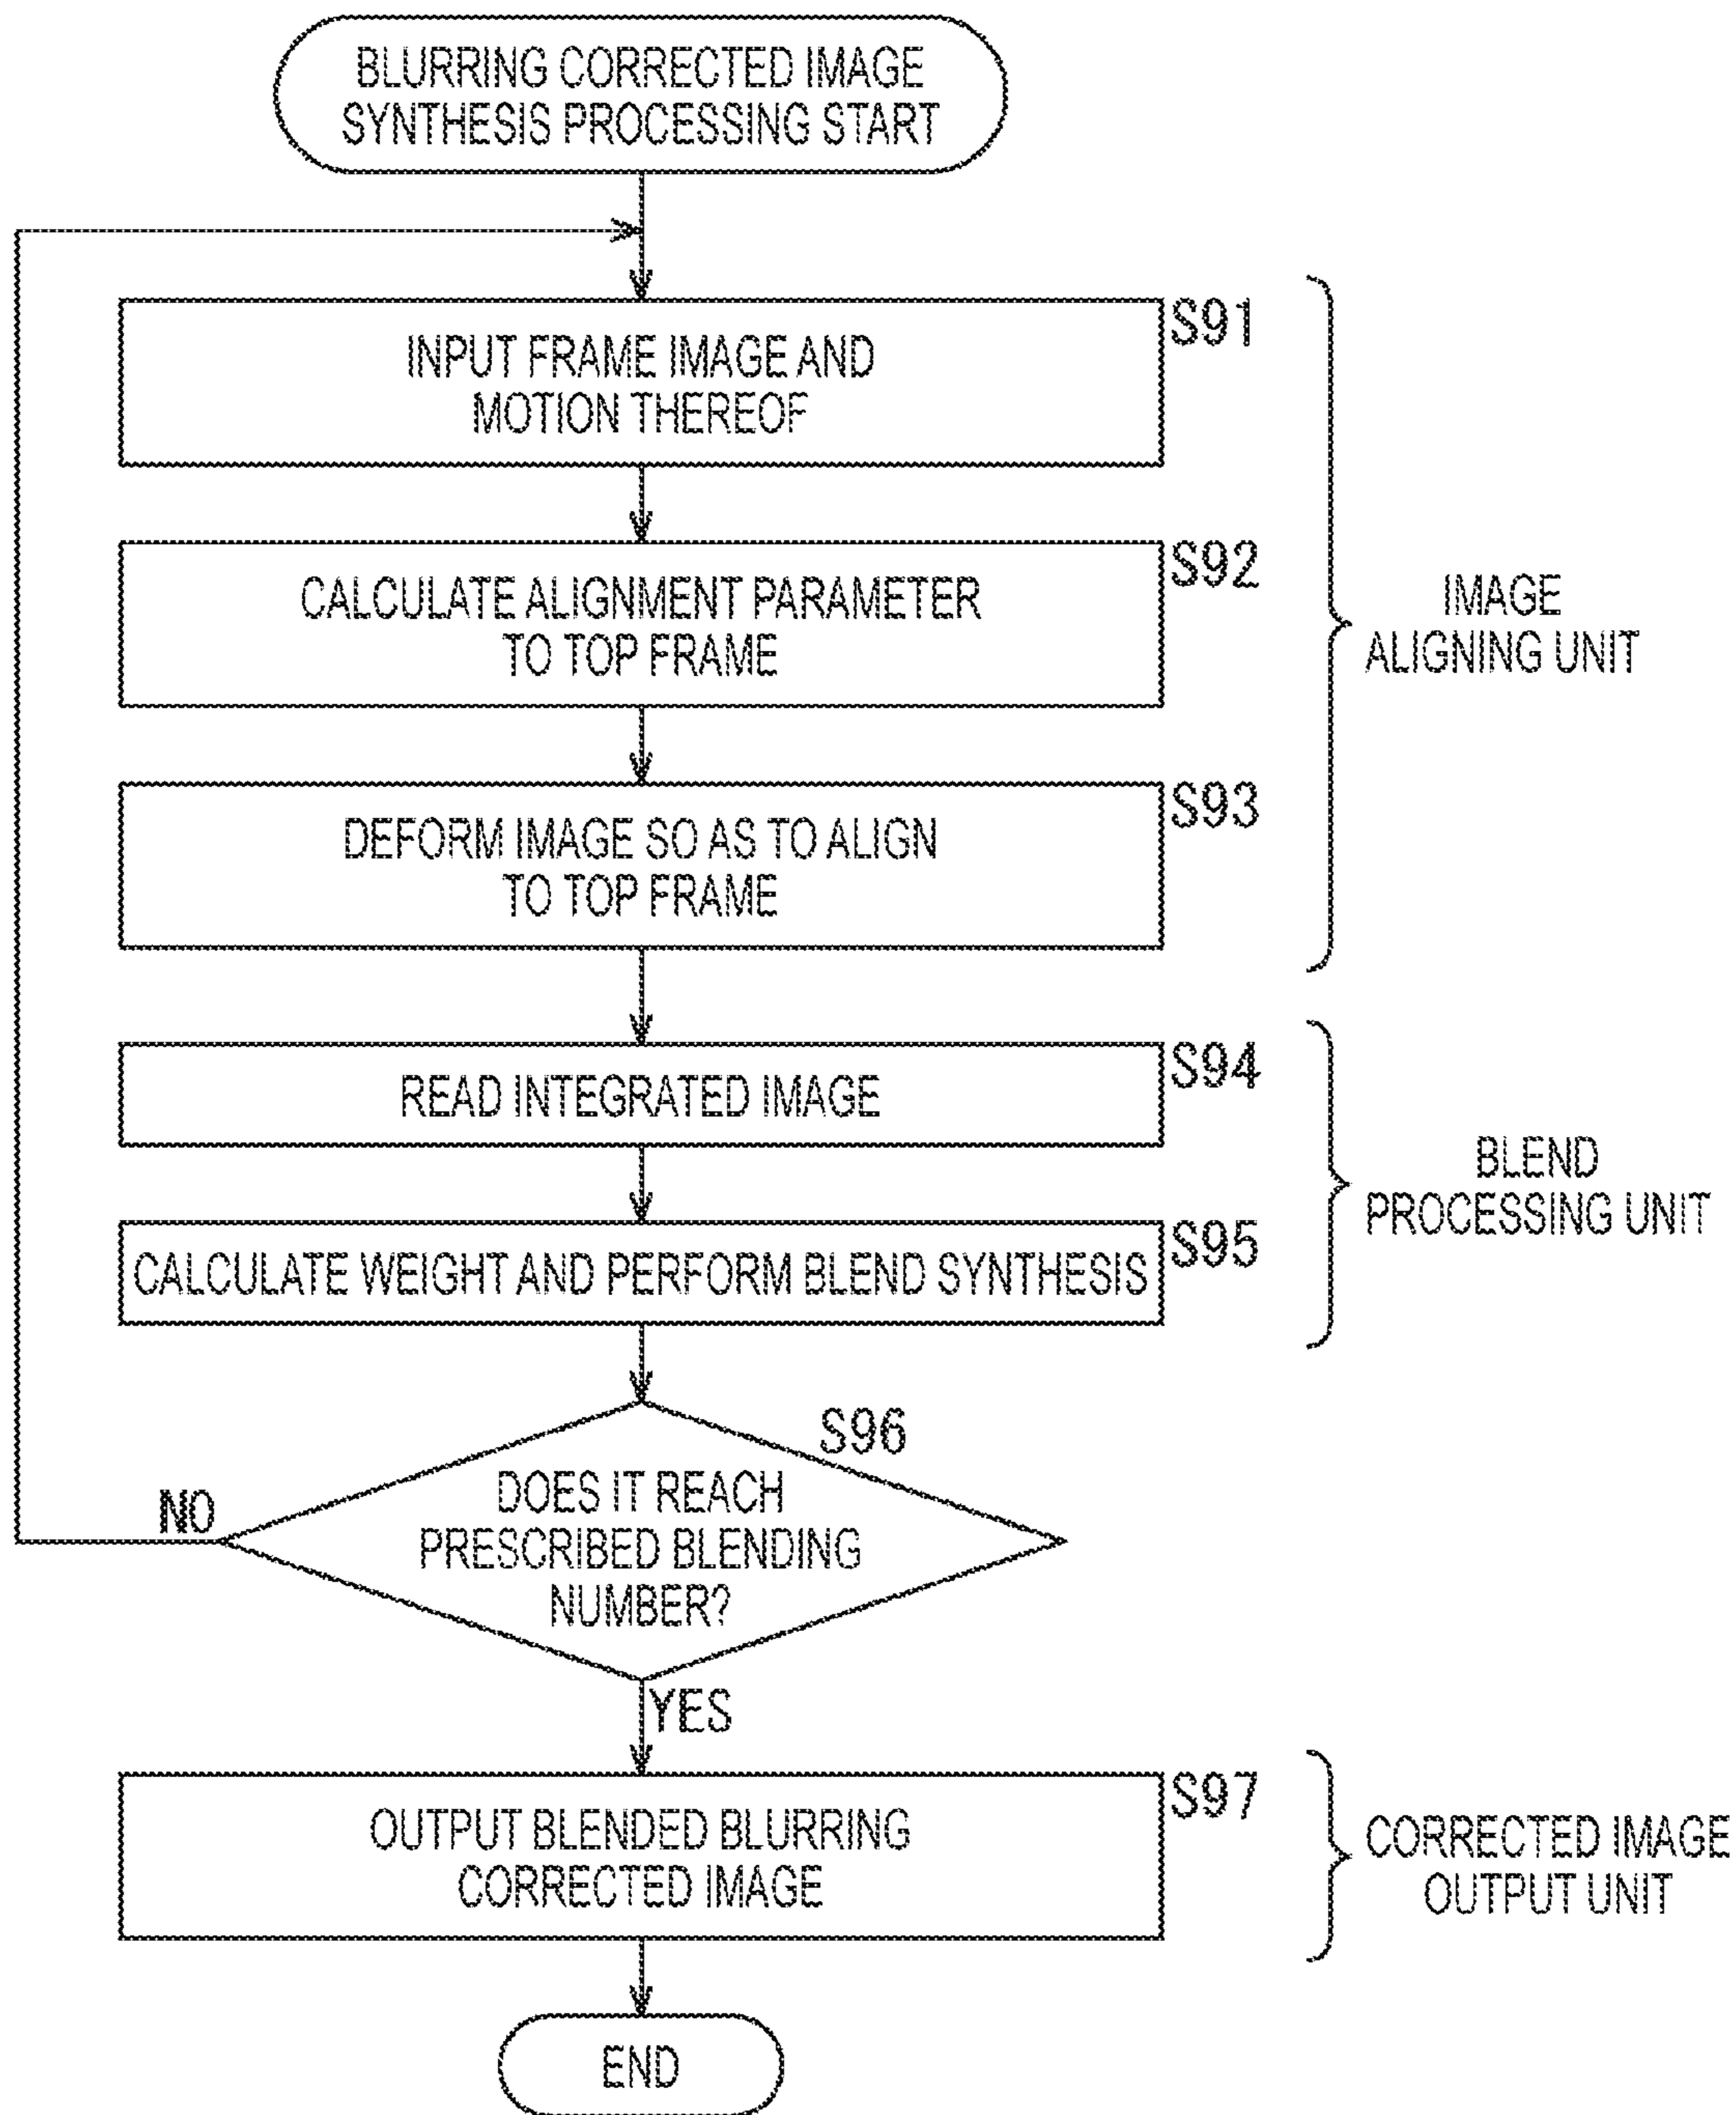 BLURRING CORRECTED IMAGE
SYNTHESIS PROCESSING START
S91
INPUT FRAME IMAGE AND
MOTION THEREOF
S92
CALCULATE ALIGNMENT PARAMETER
TO TOP FRAME
IMAGE
ALIGNING UNIT
S93
DEFORM IMAGE SO AS TO ALIGN
TO TOP FRAME
S94
READ INTEGRATED IMAGE
BLEND
PROCESSING UNIT
S95
CALCULATE WEIGHT AND PERFORM BLEND SYNTHESIS
S96
DOES IT REACH
PRESCRIBED BLENDING
NUMBER?
NO
YES
S97
OUTPUT BLENDED BLURRING
CORRECTED IMAGE
CORRECTED IMAGE
OUTPUT UNIT
END